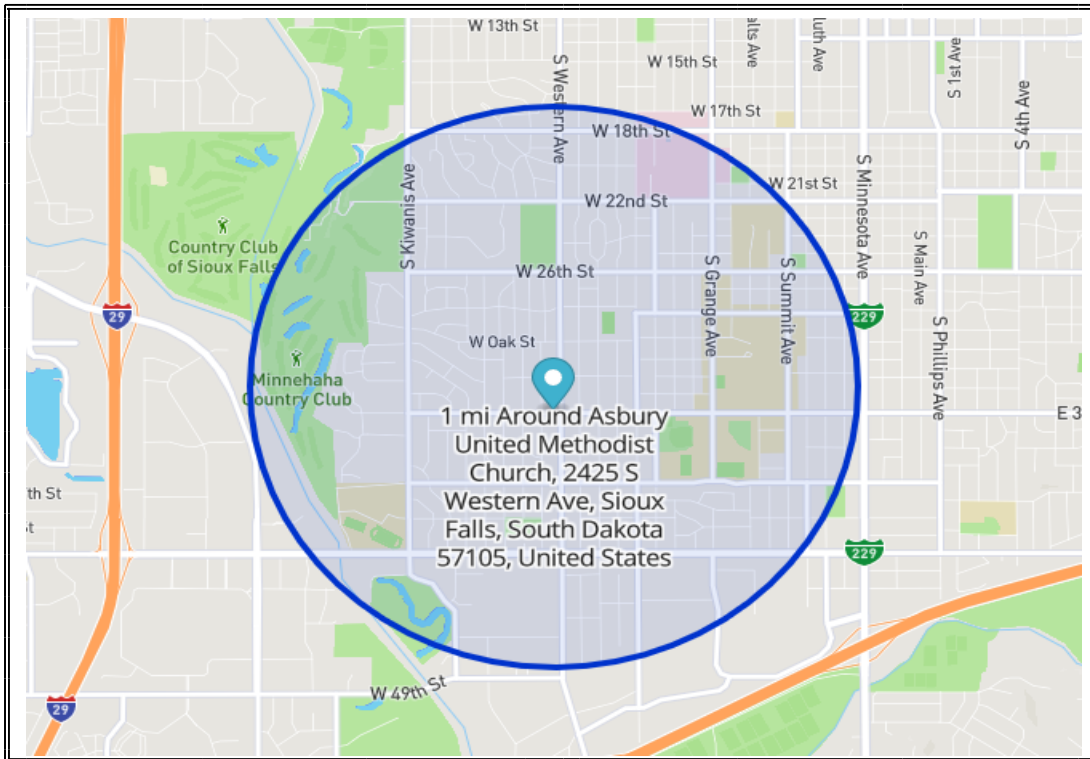 W 13th St
W 15th St
S 1st Ave
S 4th Ave
S Western Ave
W 17th St
W 18th St
S Minnesota Ave
S Kiwanis Ave
W 21st St
W 22nd St
Country Club
of Sioux Falls
W 26th St
S Grange Ave
S Summit Ave
S Main Ave
29
229
S Phillips Ave
W Oak St
Minnehaha
Country Club
1 mi Around Asbury
United Methodist
Church, 2425 S
Western Ave, Sioux
Falls, South Dakota
57105, United States
E 3
th St
229
W 49th St
29